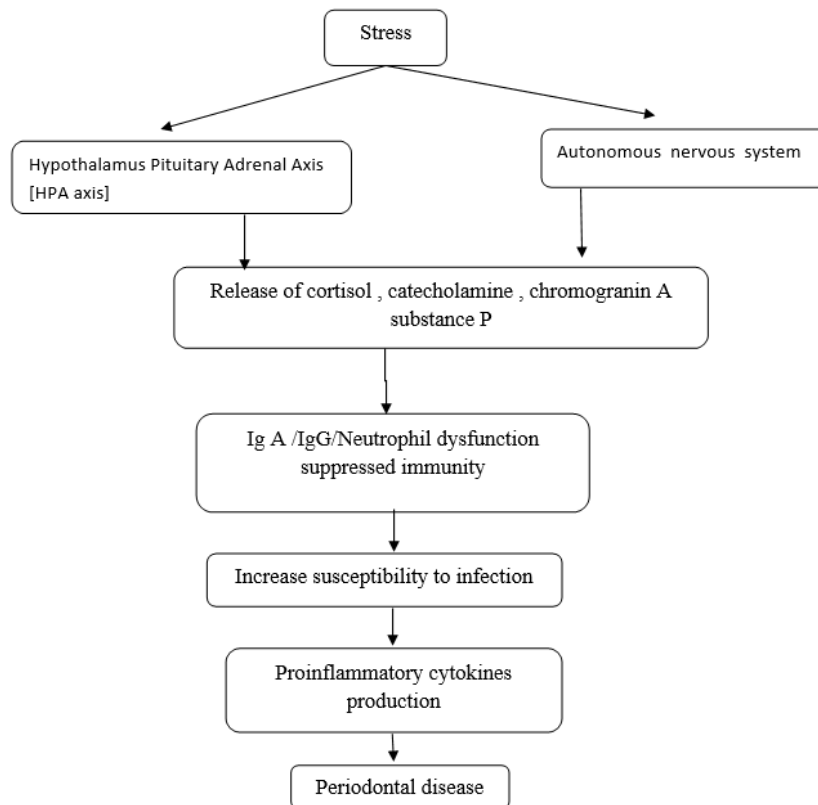 Stress
Hypothalamus Pituitary Adrenal Axis
[HPA axis]
Autonomous nervous system
Release of cortisol , catecholamine , chromogranin A
substance P
Ig A /IgG/Neutrophil dysfunction
suppressed immunity
Increase susceptibility to infection
Proinflammatory cytokines
production
Periodontal disease